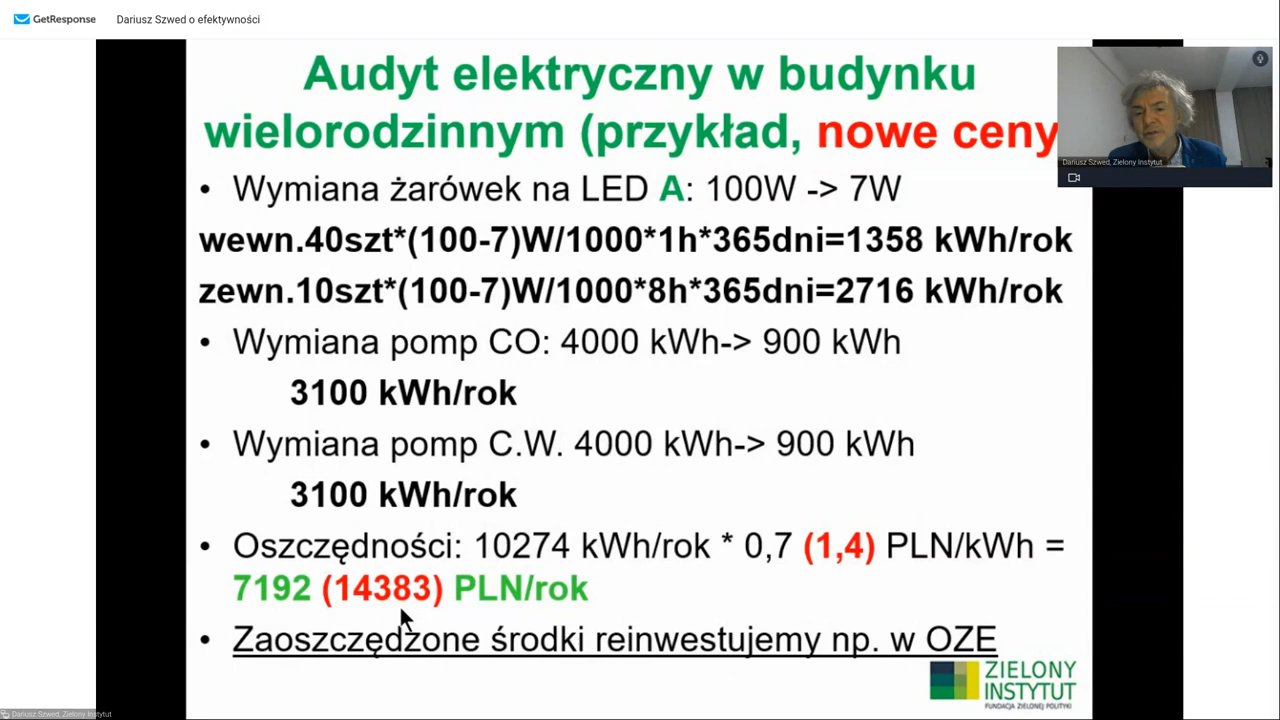 GetResponse
Dariusz Szwed o efektywności
Audyt elektryczny w budynku
wielorodzinnym (przykład, nowe ceny
• Wymiana żarówek na LED A: 100W -> 7W
wewn.40szt*(100-7)W/1000*1h*365dni=1358 kWh/rok
zewn.10szt*(100-7)W/1000*8h*365dni=2716 kWh/rok
• Wymiana pomp CO: 4000 kWh-> 900 kWh
3100 kWh/rok
• Wymiana pomp C.W. 4000 kWh-> 900 kWh
3100 kWh/rok
• Oszczędności: 10274 kWh/rok * 0,7 (1,4) PLN/kWh =
7192 (14383) PLN/rok
• Zaoszczędzone środki reinwestujemy np. w OZE
ZIELONY
INSTYTUT
FUNDACJA ZIELONEJ POLITYKI
Dariusz Szwed, Zielony Instytut
Dariusz Szwed, Zielony Instytut